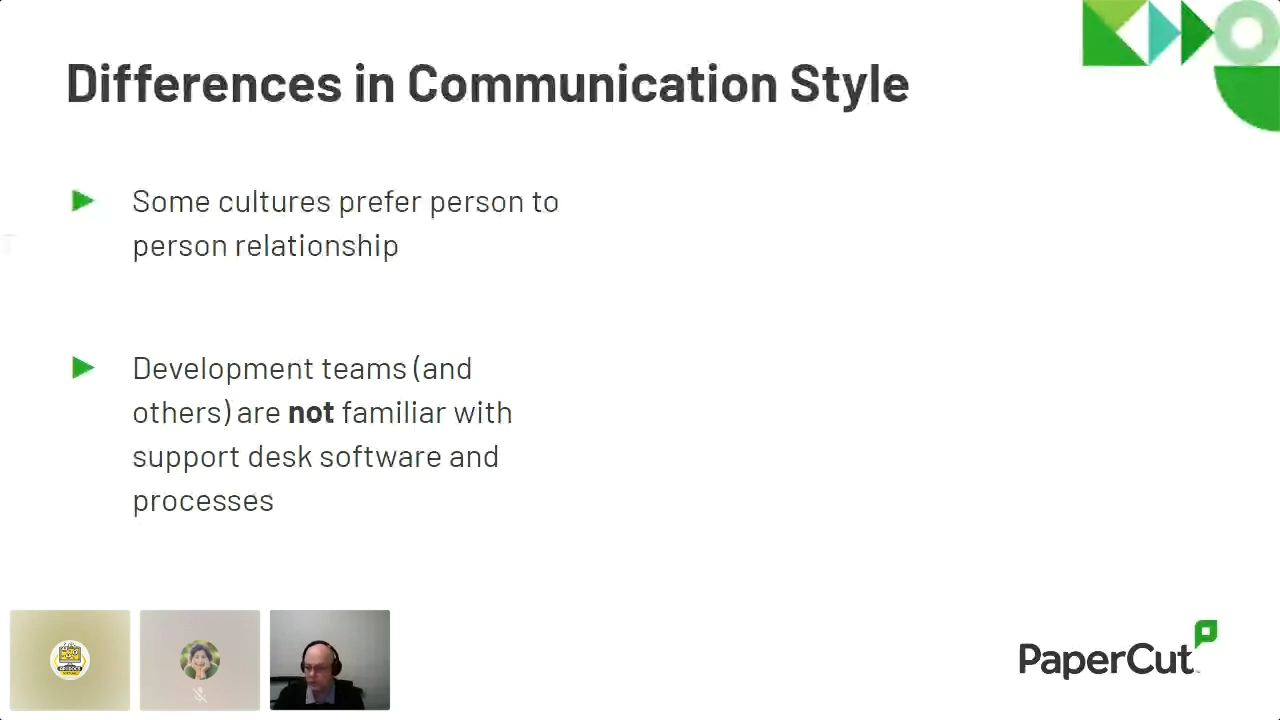 Differences in Communication Style
Some cultures prefer person to
person relationship
Development teams (and
others) are not familiar with
support desk software and
processes
PaperCut